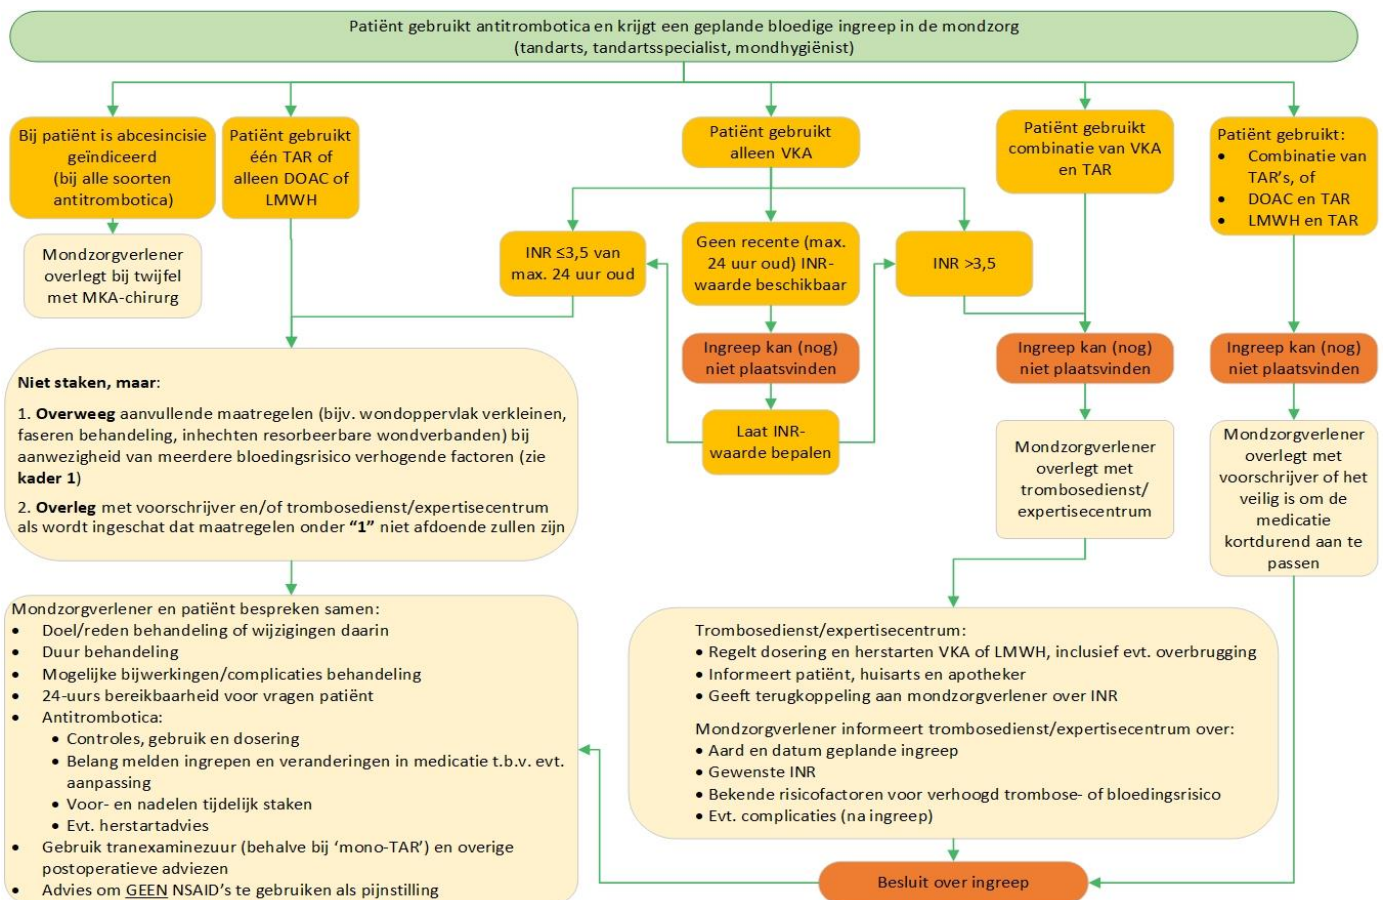 Patiënt gebruikt antitrombotica en krijgt een geplande bloedige ingreep in de mondzorg
(tandarts, tandartsspecialist, mondhygiënist)
Bij patiënt is abcesincisie
geïndiceerd
(bij alle soorten
antitrombotica)
Mondzorgverlener
overlegt bij twijfel
met MKA-chirurg
Patiënt gebruikt
één TAR of
alleen DOAC of
LMWH
Patiënt gebruikt
alleen VKA
INR ≤3,5 van
max. 24 uur oud
Geen recente (max.
24 uur oud) INR-
waarde beschikbaar
INR >3,5
Ingreep kan (nog)
niet plaatsvinden
Laat INR-
waarde bepalen
Patiënt gebruikt
combinatie van VKA
en TAR
Ingreep kan (nog)
niet plaatsvinden
Mondzorgverlener
overlegt met
trombosedienst/
expertisecentrum
Patiënt gebruikt:
• Combinatie van
TAR's, of
• DOAC en TAR
• LMWH en TAR
Ingreep kan (nog)
niet plaatsvinden
Mondzorgverlener
overlegt met
voorschrijver of het
veilig is om de
medicatie
kortdurend aan te
passen
Niet staken, maar:
1. Overweeg aanvullende maatregelen (bijv. wondoppervlak verkleinen,
faseren behandeling, inhechten resorbeerbare wondverbanden) bij
aanwezigheid van meerdere bloedingsrisico verhogende factoren (zie
kader 1)
2. Overleg met voorschrijver en/of trombosedienst/expertisecentrum
als wordt ingeschat dat maatregelen onder “1” niet afdoende zullen zijn
Mondzorgverlener en patiënt bespreken samen:
• Doel/reden behandeling of wijzigingen daarin
• Duur behandeling
• Mogelijke bijwerkingen/complicaties behandeling
• 24-uurs bereikbaarheid voor vragen patiënt
• Antitrombotica:
• Controles, gebruik en dosering
• Belang melden ingrepen en veranderingen in medicatie t.b.v. evt.
aanpassing
• Voor- en nadelen tijdelijk staken
• Evt. herstartadvies
• Gebruik tranexaminezuur (behalve bij ‘mono-TAR’) en overige
postoperatieve adviezen
• Advies om GEEN NSAID’s te gebruiken als pijnstilling
Trombosedienst/expertisecentrum:
• Regelt dosering en herstarten VKA of LMWH, inclusief evt. overbrugging
• Informeert patiënt, huisarts en apotheker
• Geeft terugkoppeling aan mondzorgverlener over INR
Mondzorgverlener informeert trombosedienst/expertisecentrum over:
• Aard en datum geplande ingreep
• Gewenste INR
• Bekende risicofactoren voor verhoogd trombose- of bloedingsrisico
• Evt. complicaties (na ingreep)
Besluit over ingreep